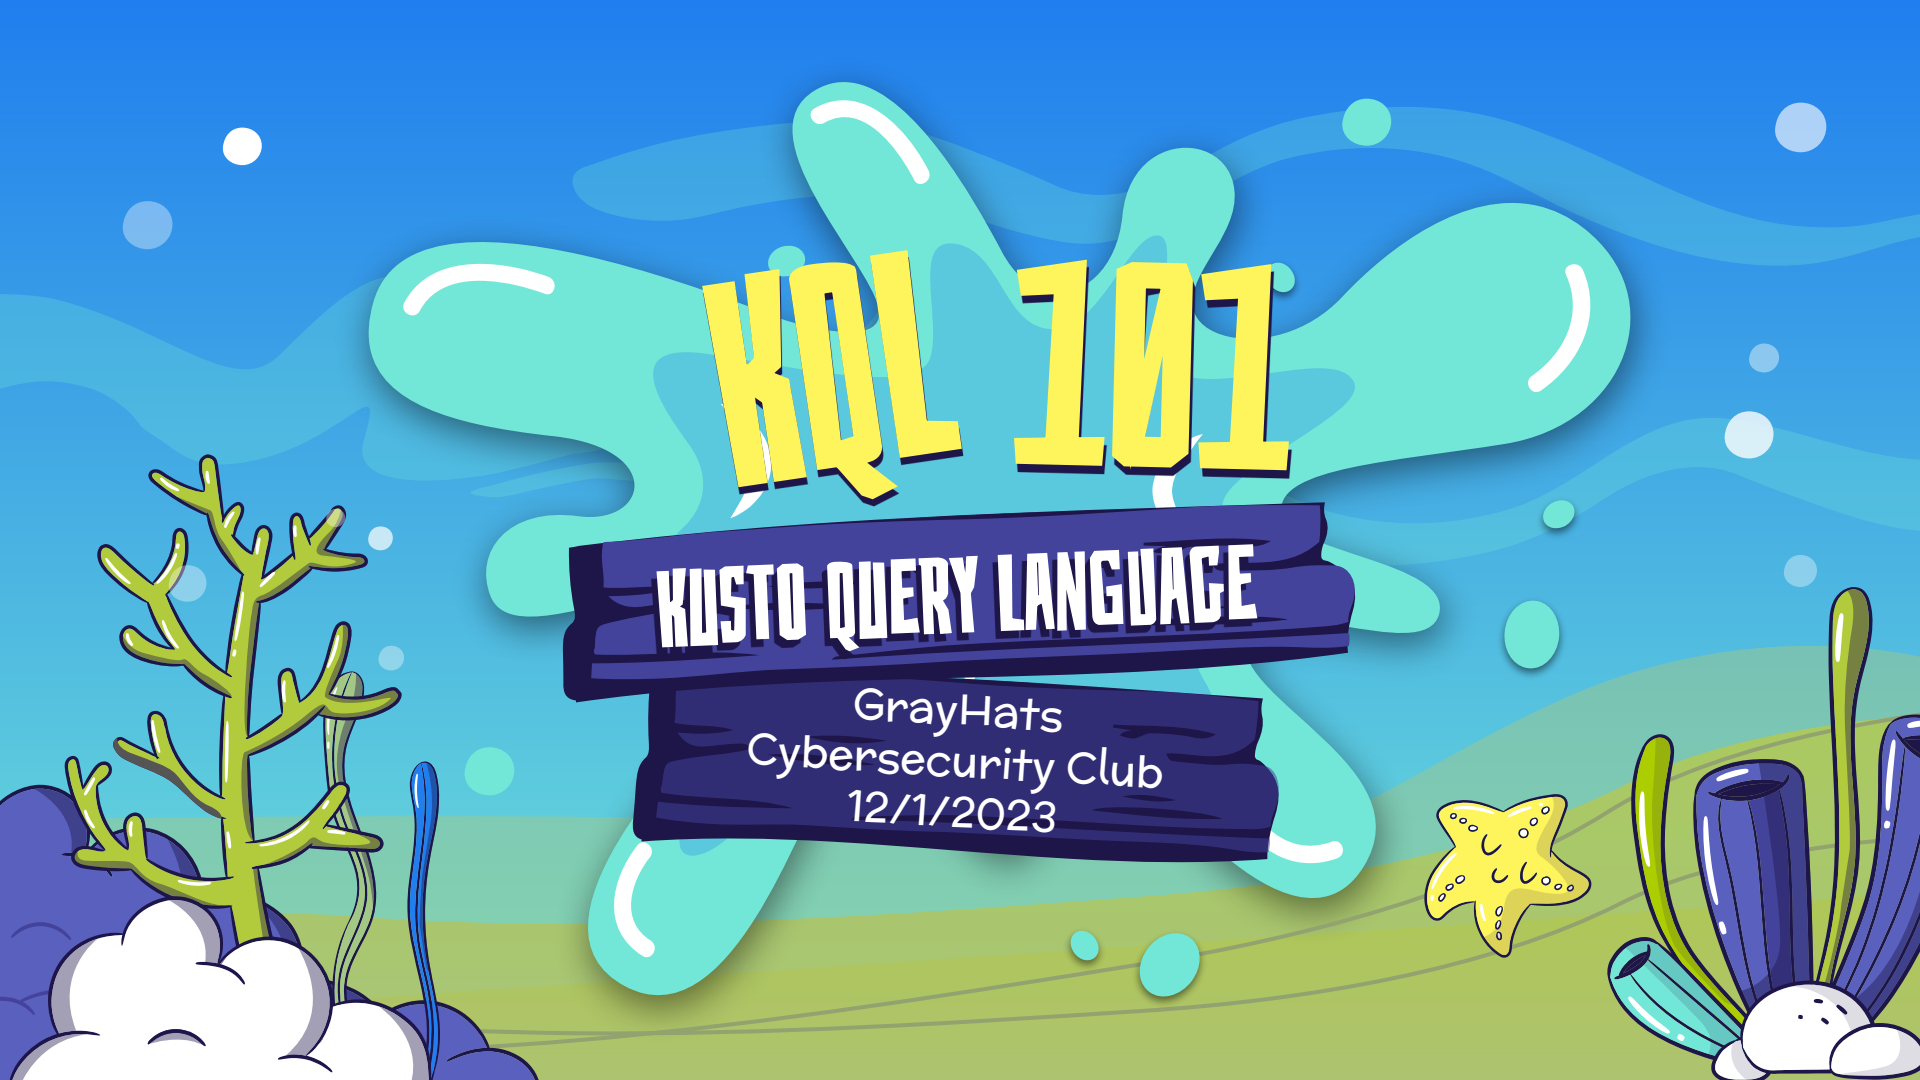 KQL 101
KUSTO QUERY LANGUAGE
GrayHats
Cybersecurity Club
12/1/2023